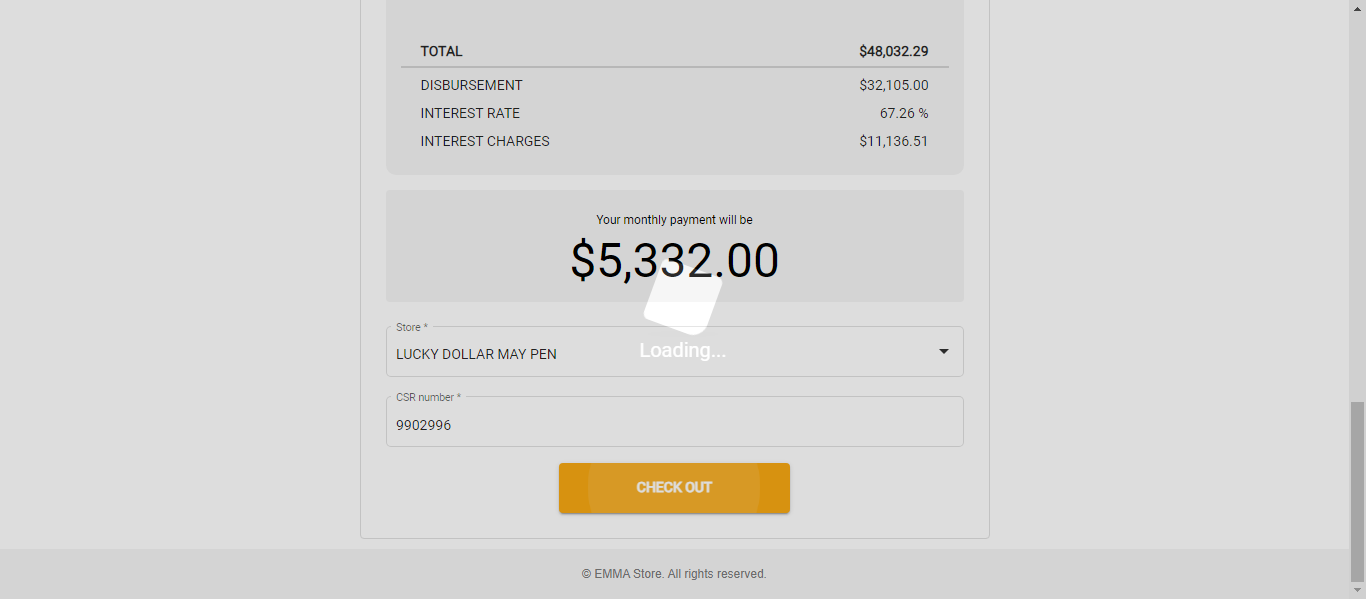 TOTAL $48,032.29
DISBURSEMENT $32,105.00
INTEREST RATE 67.26 %
INTEREST CHARGES $11,136.51
Your monthly payment will be
$5,332.00
Store *
LUCKY DOLLAR MAY PEN
Loading...
CSR number *
9902996
CHECK OUT
© EMMA Store. All rights reserved.